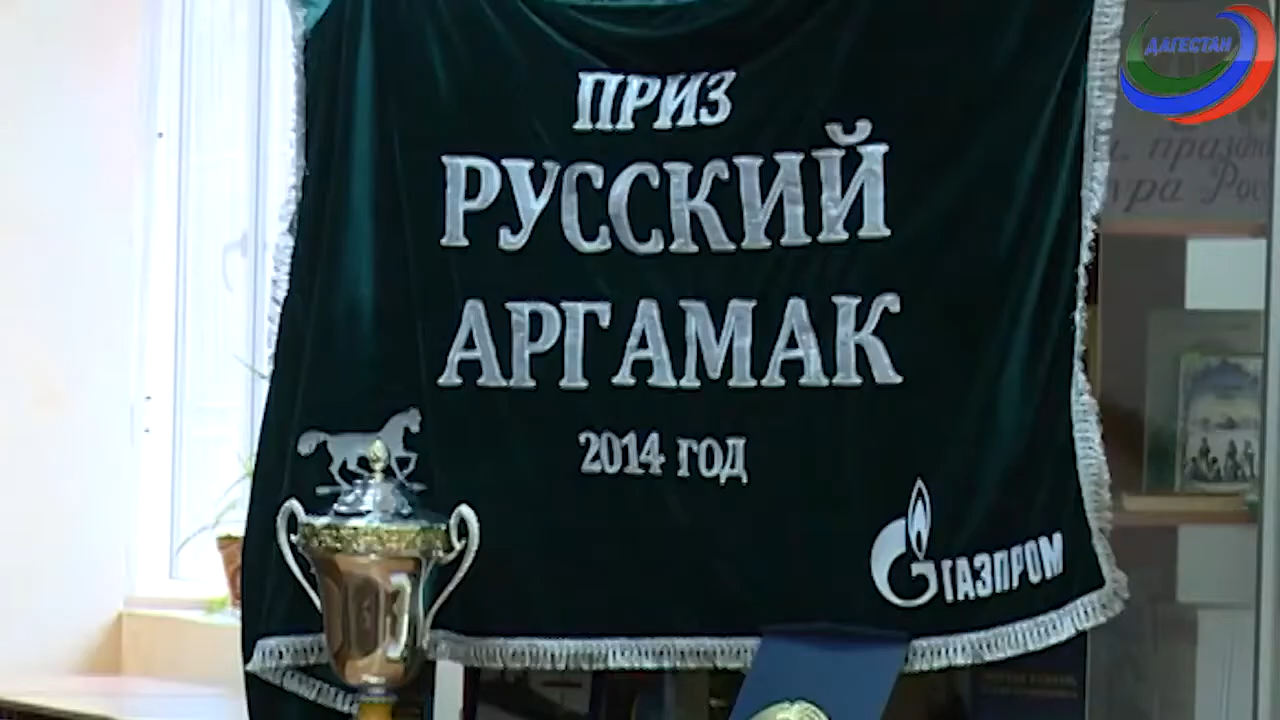 ДАГЕСТАН
ПРИЗ
РУССКИЙ
АРГАМАК
2014 ГОД
ГАЗПРОМ